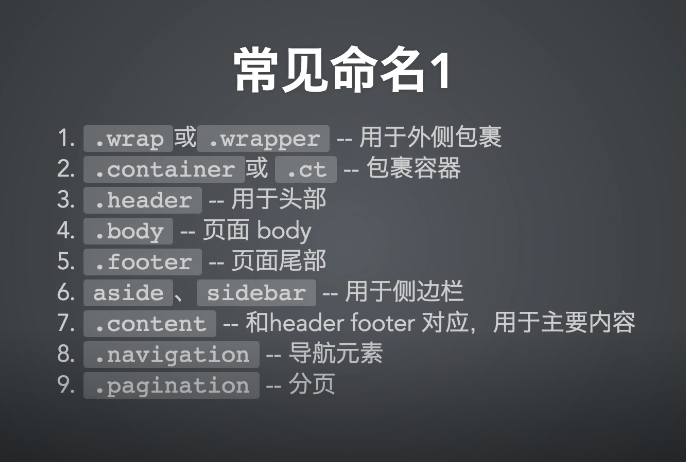 常见命名1
1. .wrap 或 .wrapper -- 用于外侧包裹
2. .container 或 .ct -- 包裹容器
3. .header -- 用于头部
4. .body -- 页面 body
5. .footer -- 页面尾部
6. aside 、 sidebar -- 用于侧边栏
7. .content -- 和header footer 对应，用于主要内容
8. .navigation -- 导航元素
9. .pagination -- 分页